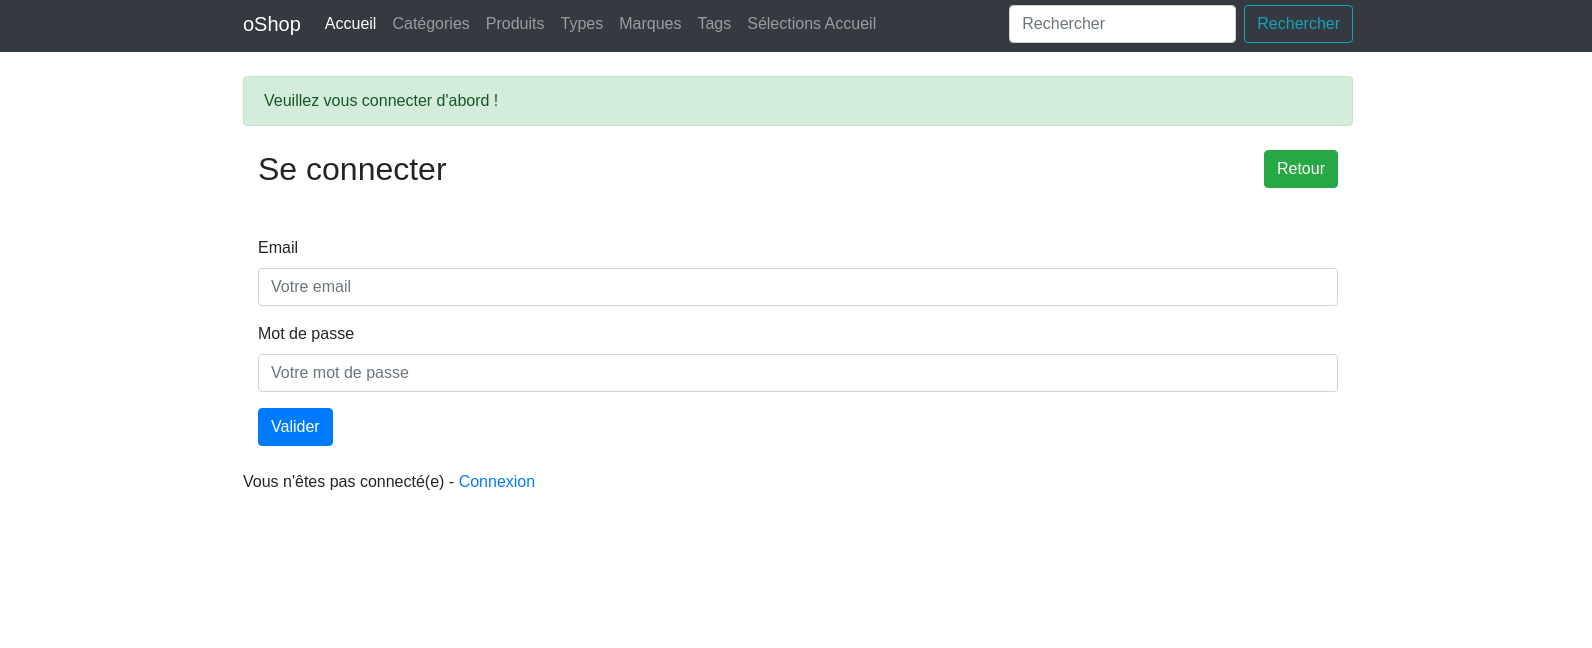 oShop Accueil Catégories Produits Types Marques Tags Sélections Accueil Rechercher Rechercher
Veuillez vous connecter d'abord !
Se connecter Retour
Email
Votre email
Mot de passe
Votre mot de passe
Valider
Vous n'êtes pas connecté(e) - Connexion